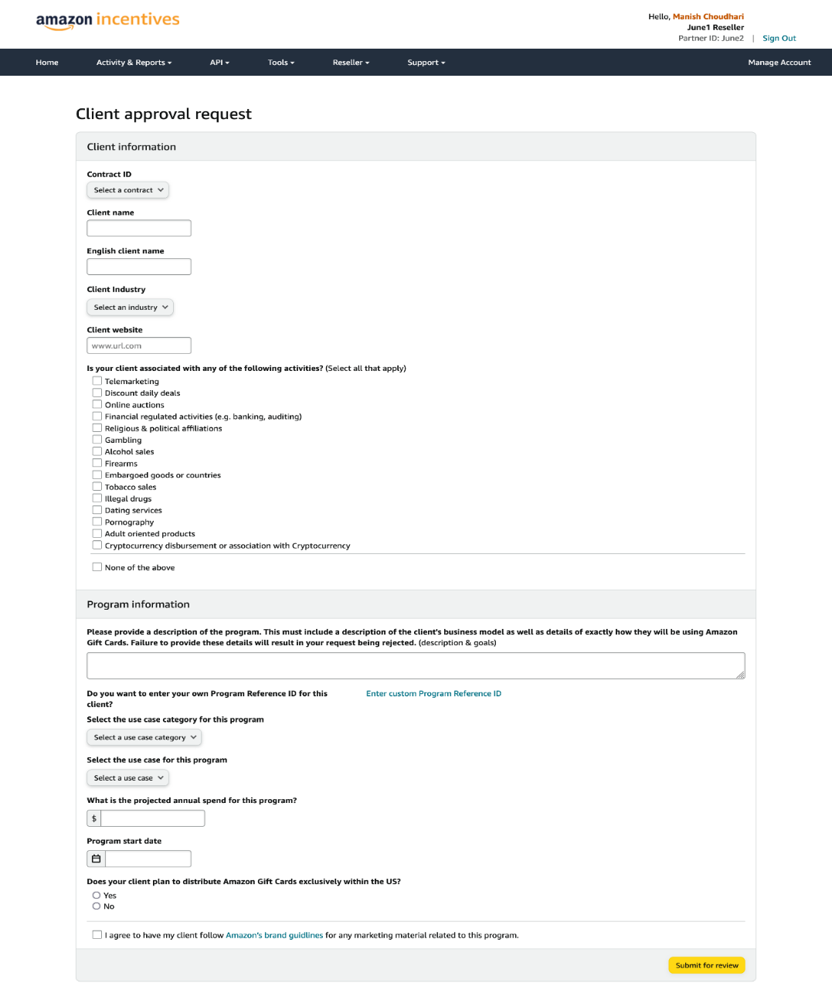 amazon incentives
Hello, Manish Choudhari
June1 Reseller
Partner ID: June2 | Sign Out
Home Activity & Reports API Tools Reseller Support Manage Account
Client approval request
Client information
Contract ID
Select a contract
Client name
English client name
Client Industry
Select an industry
Client website
www.url.com
Is your client associated with any of the following activities? (Select all that apply)
Telemarketing
Discount daily deals
Online auctions
Financial regulated activities (e.g. banking, auditing)
Religious & political affiliations
Gambling
Alcohol sales
Firearms
Embargoed goods or countries
Tobacco sales
Illegal drugs
Dating services
Pornography
Adult oriented products
Cryptocurrency disbursement or association with Cryptocurrency
None of the above
Program information
Please provide a description of the program. This must include a description of the client's business model as well as details of exactly how they will be using Amazon
Gift Cards. Failure to provide these details will result in your request being rejected. (description & goals)
Do you want to enter your own Program Reference ID for this Enter custom Program Reference ID
client?
Select the use case category for this program
Select a use case category
Select the use case for this program
Select a use case
What is the projected annual spend for this program?
$
Program start date
Does your client plan to distribute Amazon Gift Cards exclusively within the US?
Yes
No
I agree to have my client follow Amazon's brand guidlines for any marketing material related to this program.
Submit for review